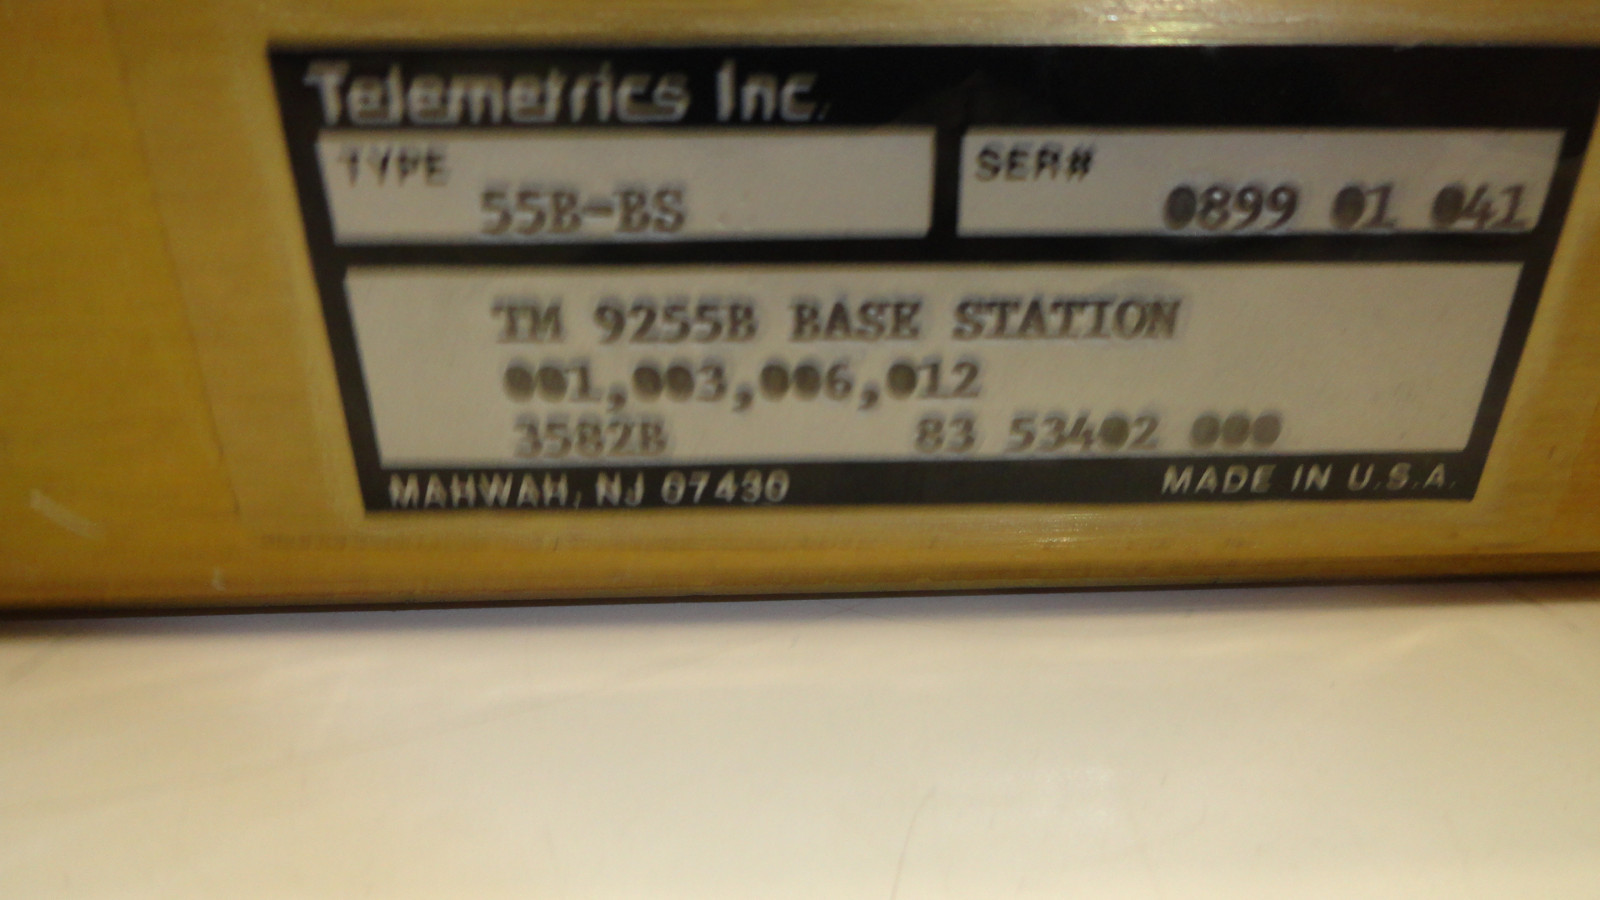 Telemetrics Inc.
TYPE
55B-BS
SER#
0899 01 041
TM 9255B BASE STATION
001,003,006,012
3582B 83 53402 000
MAHWAH, NJ 07430 MADE IN U.S.A.